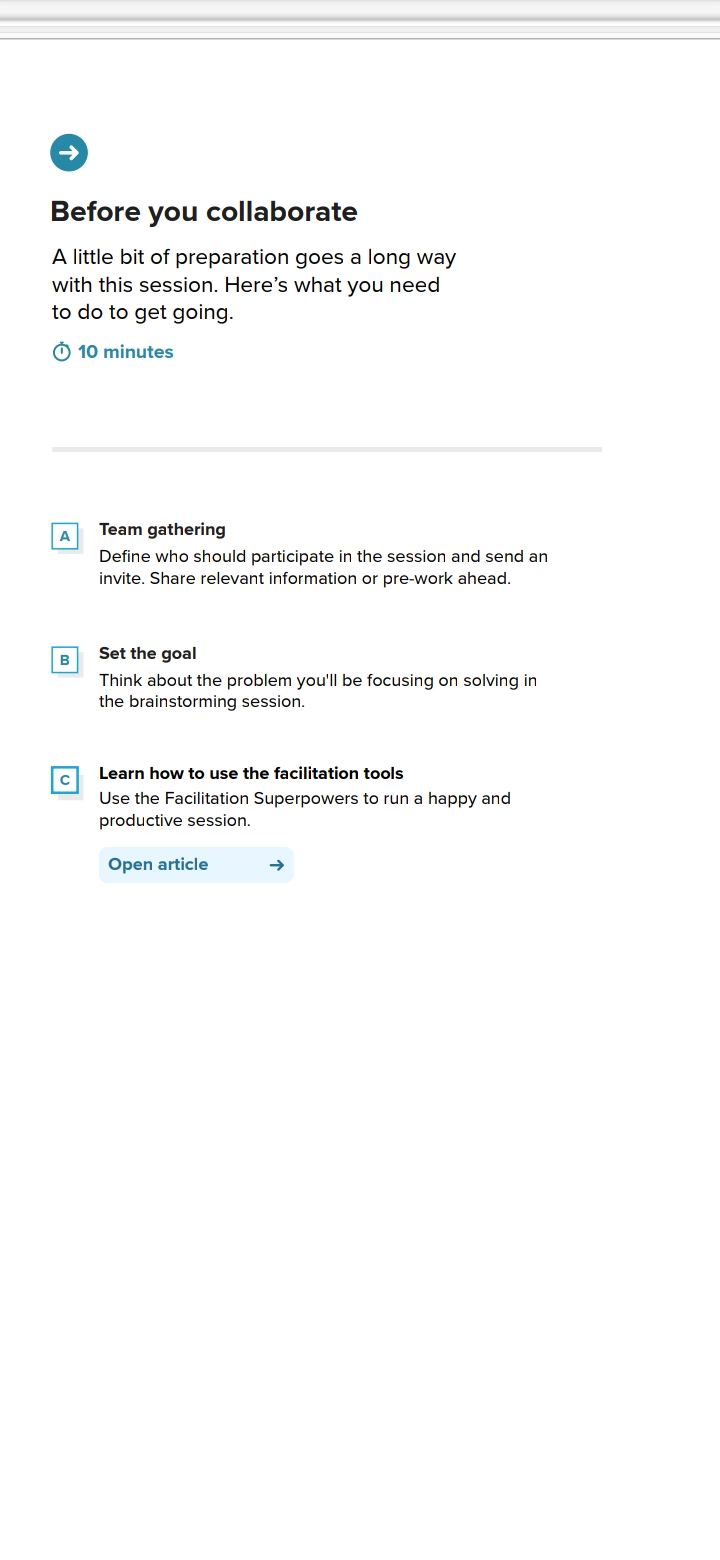 Before you collaborate
A little bit of preparation goes a long way
with this session. Here’s what you need
to do to get going.
10 minutes
A
Team gathering
Define who should participate in the session and send an
invite. Share relevant information or pre-work ahead.
B
Set the goal
Think about the problem you'll be focusing on solving in
the brainstorming session.
C
Learn how to use the facilitation tools
Use the Facilitation Superpowers to run a happy and
productive session.
Open article